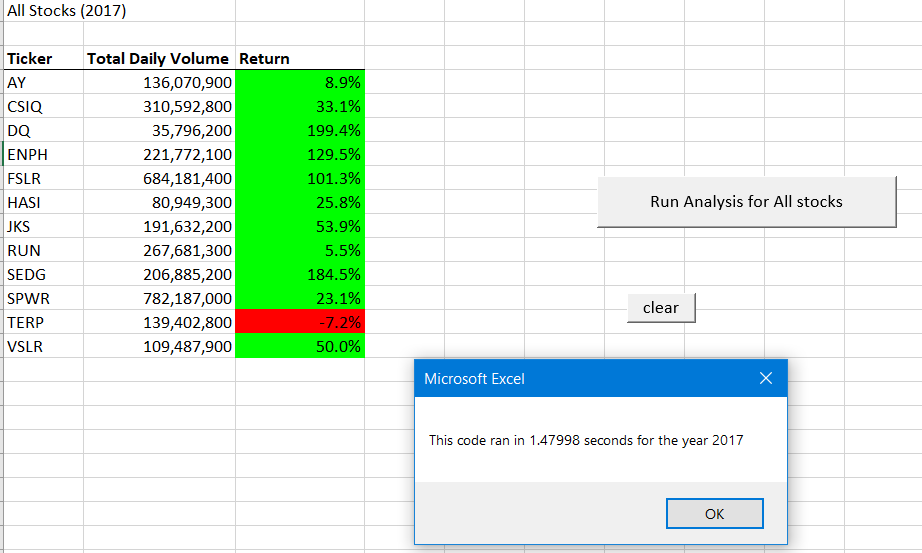 All Stocks (2017)
Ticker Total Daily Volume Return
AY 136,070,900 8.9%
CSIQ 310,592,800 33.1%
DQ 35,796,200 199.4%
ENPH 221,772,100 129.5%
FSLR 684,181,400 101.3%
HASI 80,949,300 25.8%
JKS 191,632,200 53.9%
RUN 267,681,300 5.5%
SEDG 206,885,200 184.5%
SPWR 782,187,000 23.1%
TERP 139,402,800 -7.2%
VSLR 109,487,900 50.0%
Run Analysis for All stocks
clear
Microsoft Excel
This code ran in 1.47998 seconds for the year 2017
OK